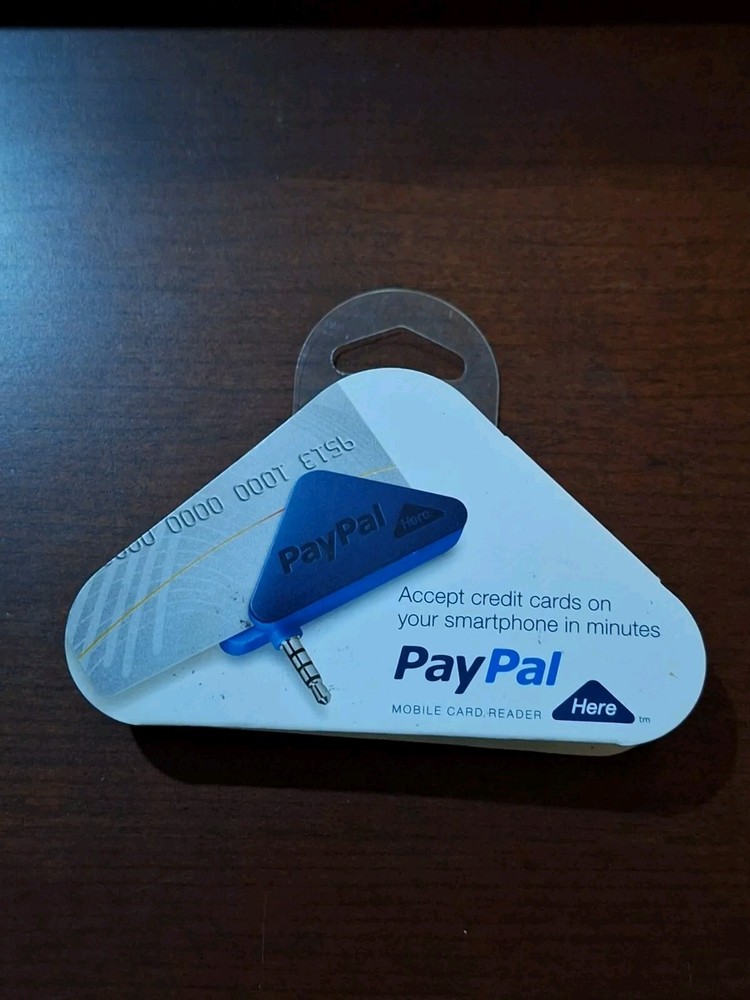 9513 1000 0000 0000
PayPal Here
Accept credit cards on
your smartphone in minutes
PayPal
MOBILE CARD READER Here tm